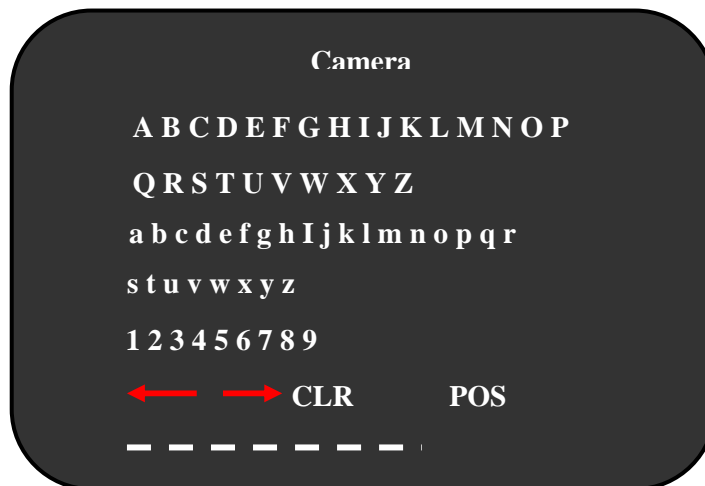 Camera
A B C D E F G H I J K L M N O P
Q R S T U V W X Y Z
a b c d e f g h I j k l m n o p q r
s t u v w x y z
1 2 3 4 5 6 7 8 9
CLR POS